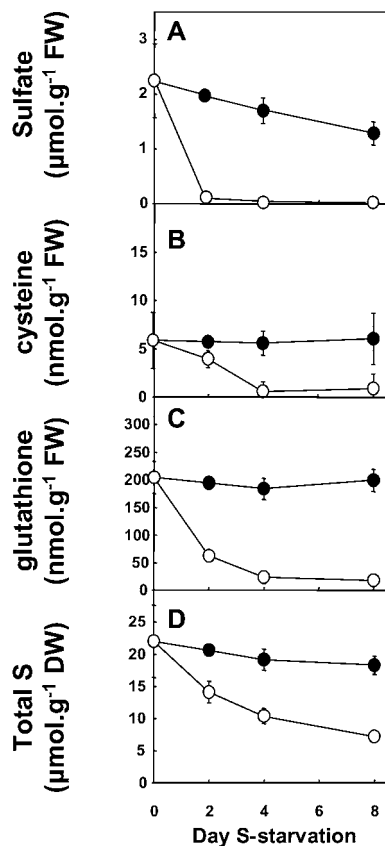 A
Sulfate
(µmol.g⁻¹ FW)
3
2
1
0
B
cysteine
(nmol.g⁻¹ FW)
15
10
5
0
C
glutathione
(nmol.g⁻¹ FW)
300
250
200
150
100
50
0
D
Total S
(µmol.g⁻¹ DW)
25
20
15
10
5
0
0 2 4 6 8
Day S-starvation